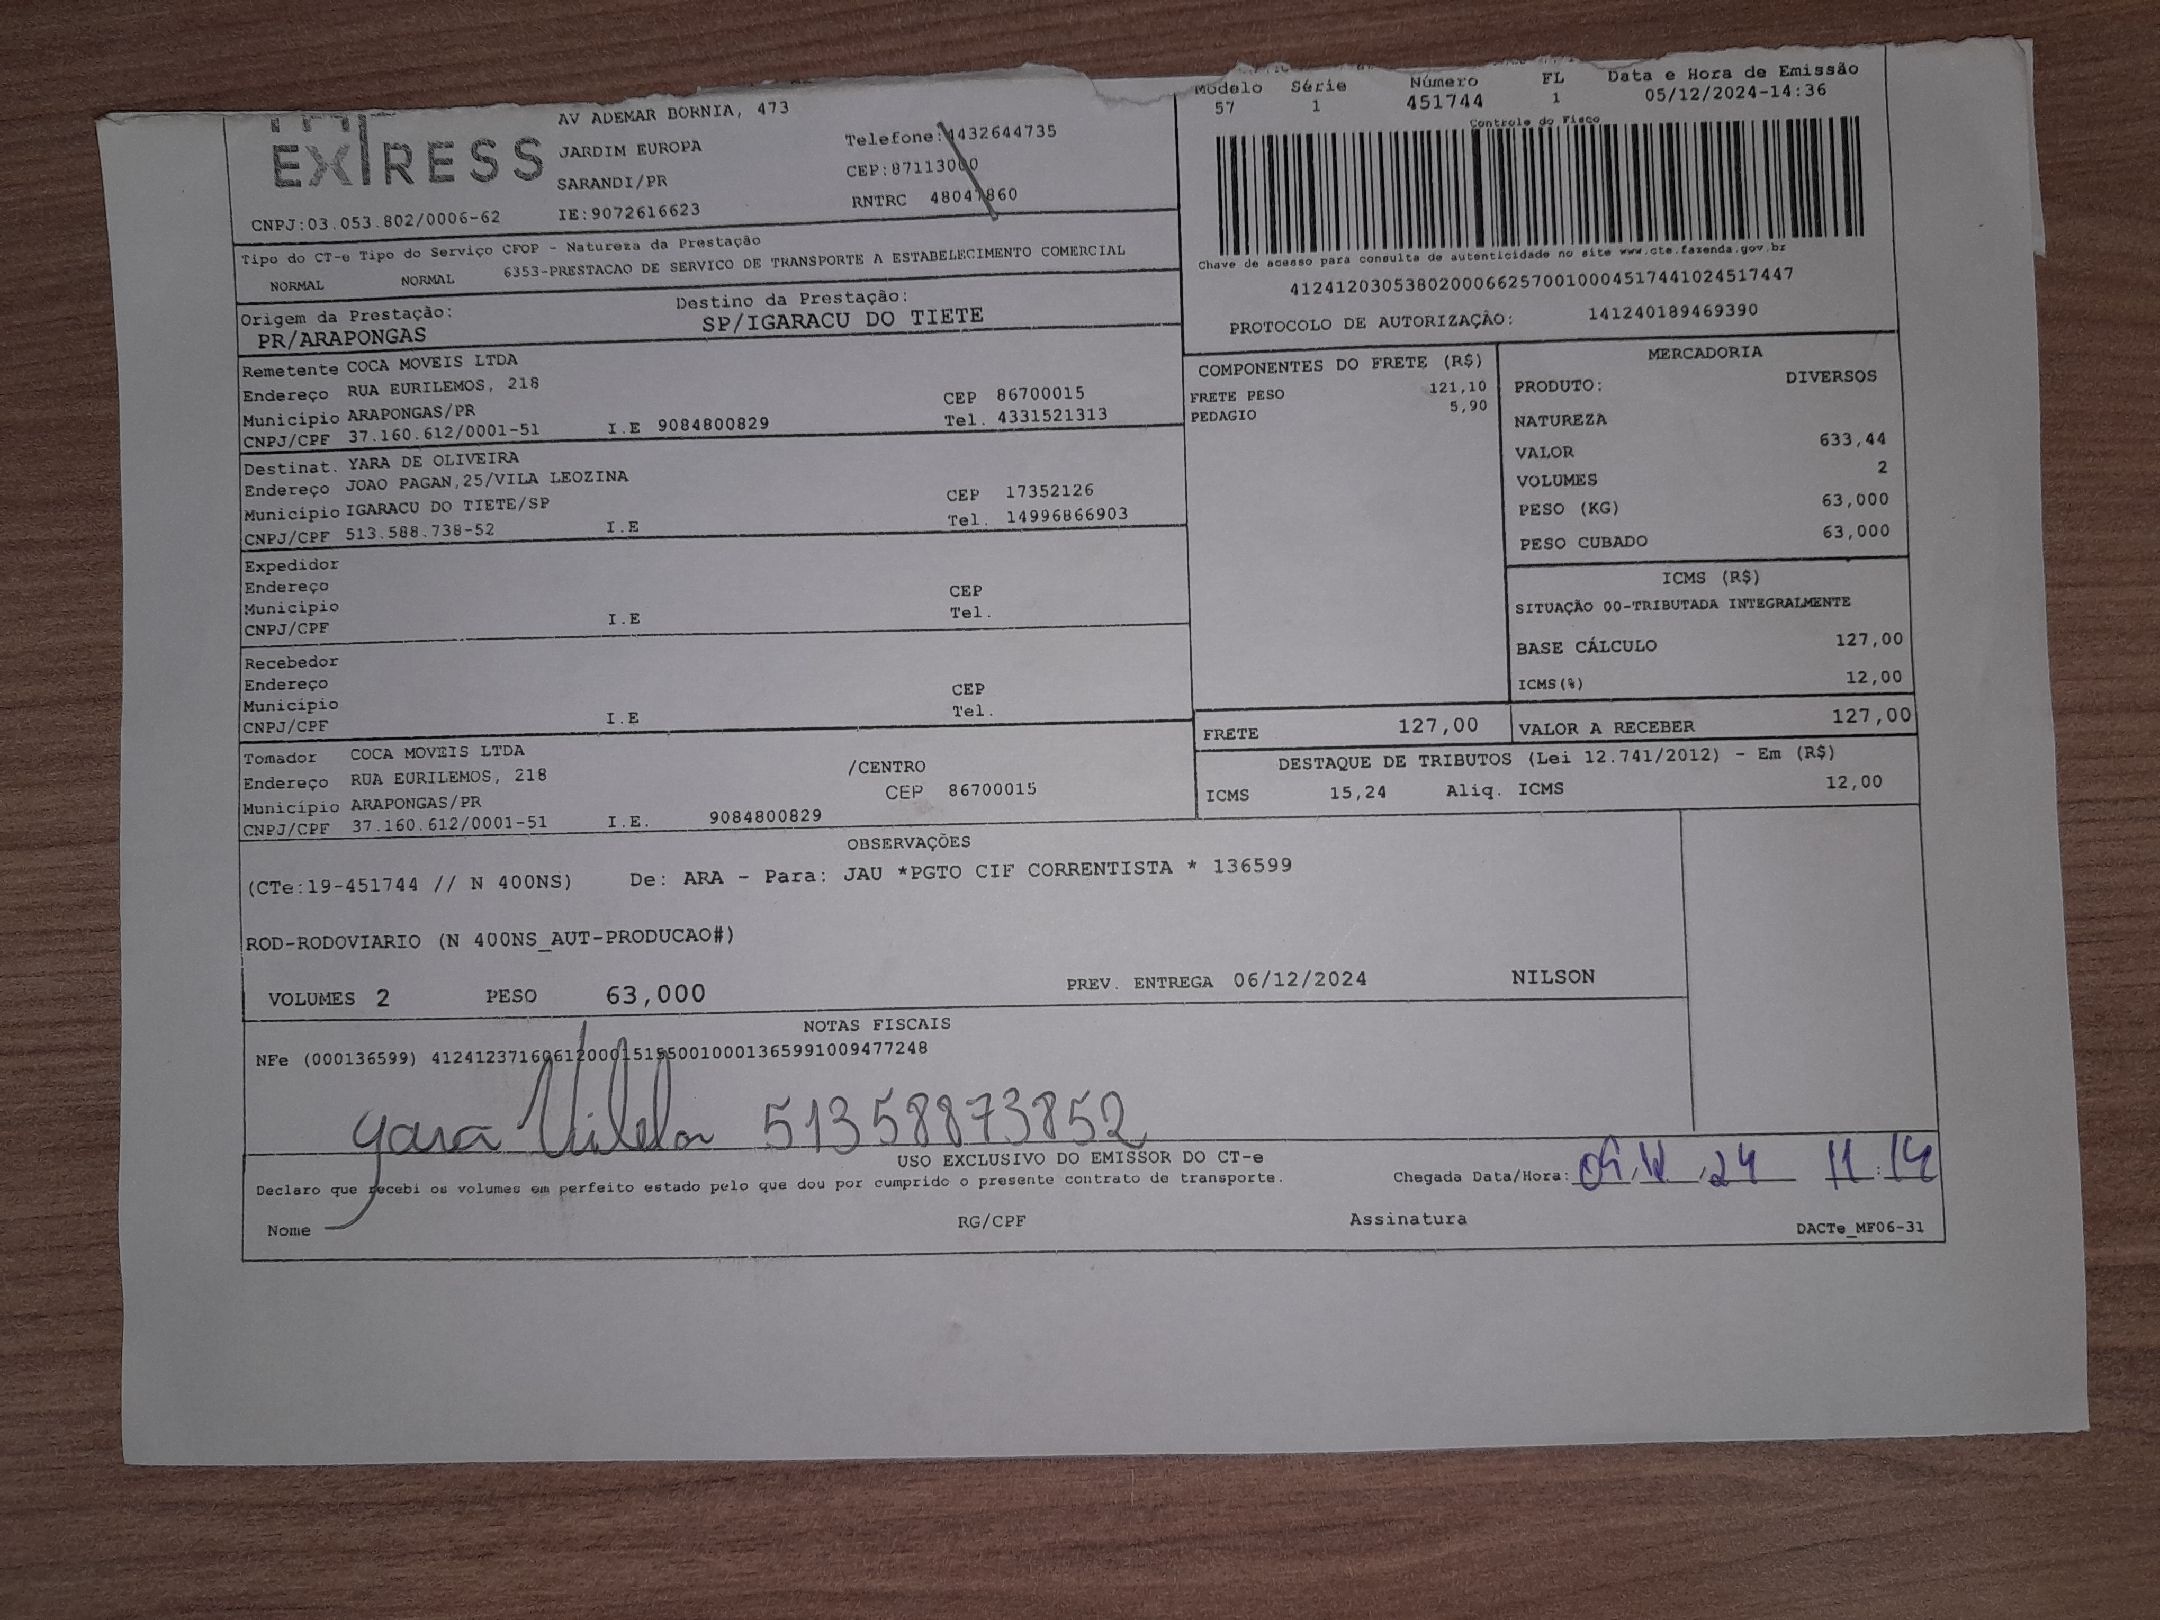 Modelo Série Número FL Data e Hora de Emissão
57 1 451744 1 05/12/2024-14:36
Controle do Fisco
EXPRESS
AV ADEMAR BORNIA, 473
JARDIM EUROPA Telefone:4432644735
SARANDI/PR CEP:87113000
CNPJ:03.053.802/0006-62 IE:9072616623 RNTRC 48047860
Chave de acesso para consulta de autenticidade no site www.cte.fazenda.gov.br
41241203053802000662570010004517441024517447
PROTOCOLO DE AUTORIZAÇÃO: 141240189469390
Tipo do CT-e Tipo do Serviço CFOP - Natureza da Prestação
NORMAL NORMAL 6353-PRESTACAO DE SERVICO DE TRANSPORTE A ESTABELECIMENTO COMERCIAL
Origem da Prestação: Destino da Prestação:
PR/ARAPONGAS SP/IGARACU DO TIETE
Remetente COCA MOVEIS LTDA
Endereço RUA EURILEMOS, 218 CEP 86700015
Município ARAPONGAS/PR Tel. 4331521313
CNPJ/CPF 37.160.612/0001-51 I.E 9084800829
Destinat. YARA DE OLIVEIRA
Endereço JOAO PAGAN,25/VILA LEOZINA CEP 17352126
Município IGARACU DO TIETE/SP Tel. 14996866903
CNPJ/CPF 513.588.738-52 I.E
Expedidor
Endereço CEP
Município Tel.
CNPJ/CPF I.E
Recebedor
Endereço CEP
Município Tel.
CNPJ/CPF I.E
Tomador COCA MOVEIS LTDA
Endereço RUA EURILEMOS, 218 /CENTRO
Município ARAPONGAS/PR CEP 86700015
CNPJ/CPF 37.160.612/0001-51 I.E. 9084800829
COMPONENTES DO FRETE (R$)
FRETE PESO 121,10
PEDAGIO 5,90
MERCADORIA
PRODUTO: DIVERSOS
NATUREZA
VALOR 633,44
VOLUMES 2
PESO (KG) 63,000
PESO CUBADO 63,000
ICMS (R$)
SITUAÇÃO 00-TRIBUTADA INTEGRALMENTE
BASE CÁLCULO 127,00
ICMS(%) 12,00
FRETE 127,00 VALOR A RECEBER 127,00
DESTAQUE DE TRIBUTOS (Lei 12.741/2012) - Em (R$)
ICMS 15,24 Aliq. ICMS 12,00
OBSERVAÇÕES
(CTe:19-451744 // N 400NS) De: ARA - Para: JAU *PGTO CIF CORRENTISTA * 136599
ROD-RODOVIARIO (N 400NS_AUT-PRODUCAO#)
VOLUMES 2 PESO 63,000 PREV. ENTREGA 06/12/2024 NILSON
NOTAS FISCAIS
NFe (000136599) 41241237160612000151550010001365991009477248
Yara Vilela 51358873852
USO EXCLUSIVO DO EMISSOR DO CT-e
Declaro que recebi os volumes em perfeito estado pelo que dou por cumprido o presente contrato de transporte. Chegada Data/Hora: 09.12.24 11:14
Nome RG/CPF Assinatura DACTe_MF06-31